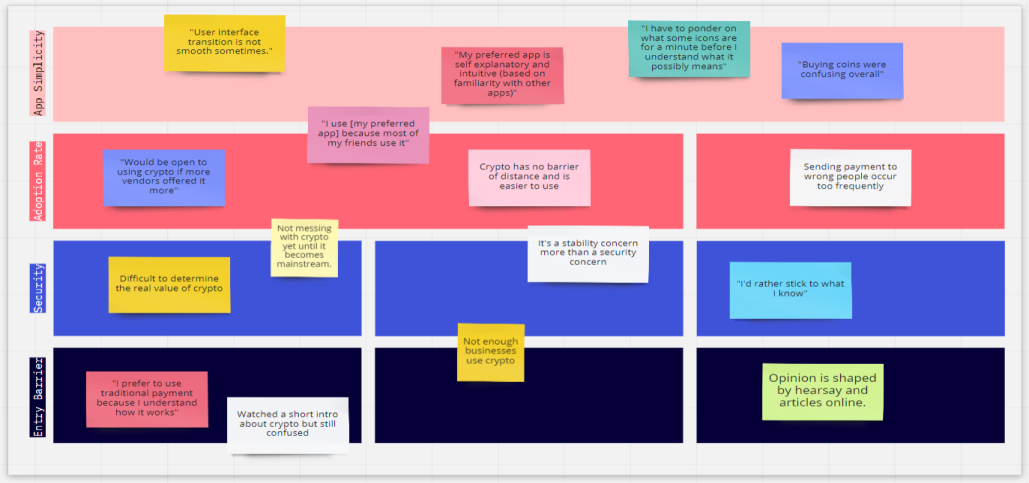 App Simplicity
"User interface
transition is not
smooth sometimes."
"My preferred app is
self explanatory and
intuitive (based on
familiarity with other
apps)"
"I have to ponder on
what some icons are
for a minute before I
understand what it
possibly means"
"Buying coins were
confusing overall"
Adoption Rate
"Would be open to
using crypto if more
vendors offered it
more"
"I use [my preferred
app] because most of
my friends use it"
Crypto has no barrier
of distance and is
easier to use
Sending payment to
wrong people occur
too frequently
Security
Difficult to determine
the real value of crypto
Not messing
with crypto
yet until it
becomes
mainstream.
It's a stability concern
more than a security
concern
"I'd rather stick to what
I know"
Entry Barrier
"I prefer to use
traditional payment
because I understand
how it works"
Watched a short intro
about crypto but still
confused
Not enough
businesses
use crypto
Opinion is shaped
by hearsay and
articles online.